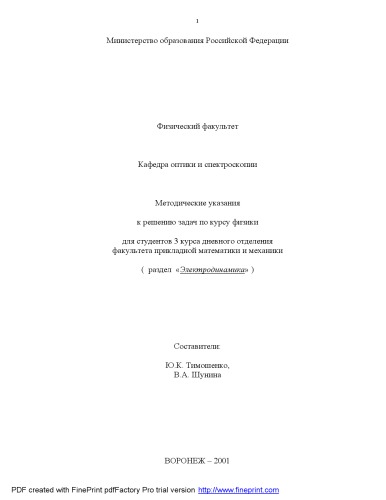 1
Министерство образования Российской Федерации
Физический факультет
Кафедра оптики и спектроскопии
Методические указания
к решению задач по курсу физики
для студентов 3 курса дневного отделения
факультета прикладной математики и механики
( раздел «Электродинамика» )
Составители:
Ю.К. Тимошенко,
В.А. Шунина
ВОРОНЕЖ – 2001
PDF created with FinePrint pdfFactory Pro trial version http://www.fineprint.com